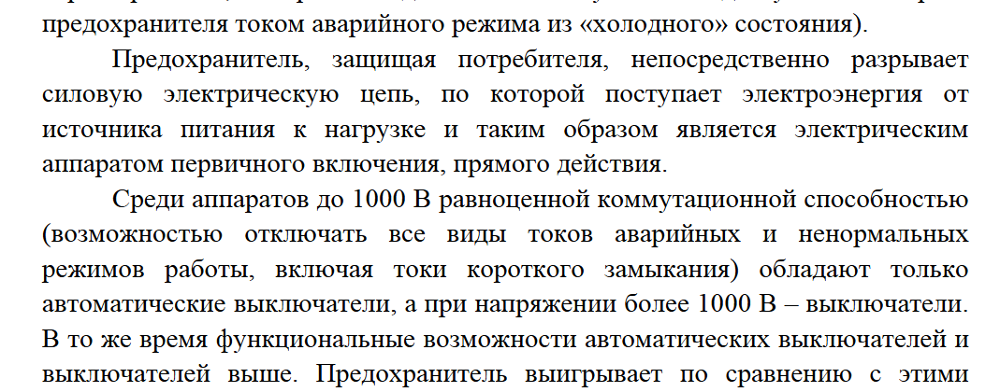 предохранителя током аварийного режима из «холодного» состояния).
Предохранитель, защищая потребителя, непосредственно разрывает
силовую электрическую цепь, по которой поступает электроэнергия от
источника питания к нагрузке и таким образом является электрическим
аппаратом первичного включения, прямого действия.
Среди аппаратов до 1000 В равноценной коммутационной способностью
(возможностью отключать все виды токов аварийных и ненормальных
режимов работы, включая токи короткого замыкания) обладают только
автоматические выключатели, а при напряжении более 1000 В – выключатели.
В то же время функциональные возможности автоматических выключателей и
выключателей выше. Предохранитель выигрывает по сравнению с этими